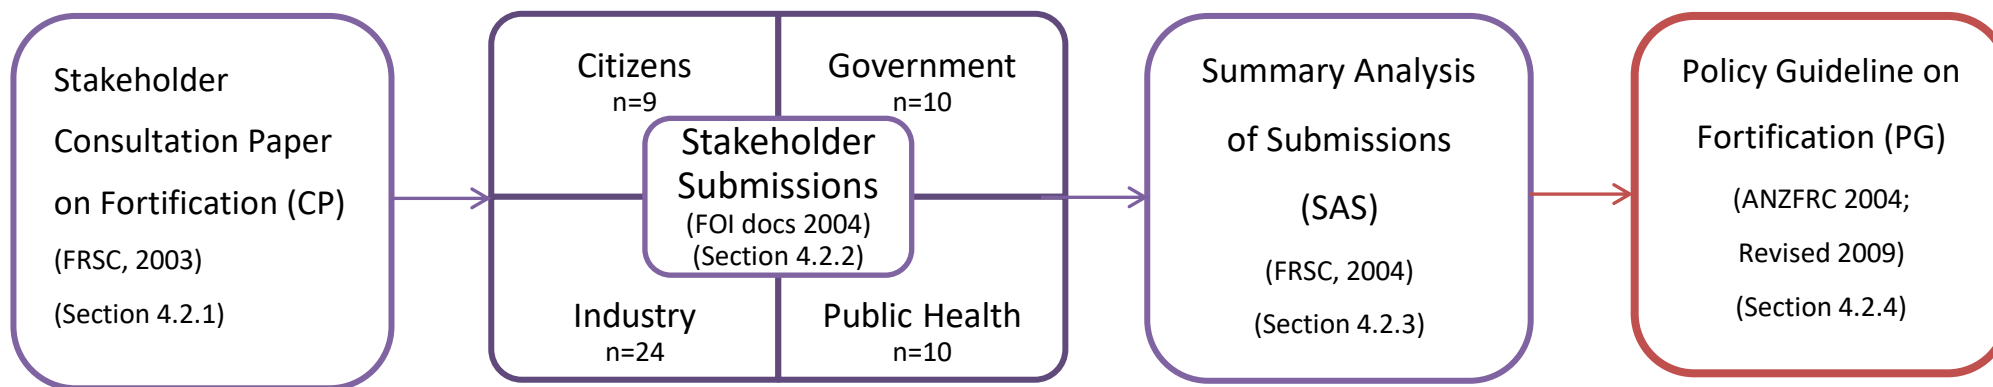 Stakeholder
Consultation Paper
on Fortification (CP)
(FRSC, 2003)
(Section 4.2.1)
Citizens
n=9
Government
n=10
Stakeholder
Submissions
(FOI docs 2004)
(Section 4.2.2)
Industry
n=24
Public Health
n=10
Summary Analysis
of Submissions
(SAS)
(FRSC, 2004)
(Section 4.2.3)
Policy Guideline on
Fortification (PG)
(ANZFRC 2004;
Revised 2009)
(Section 4.2.4)